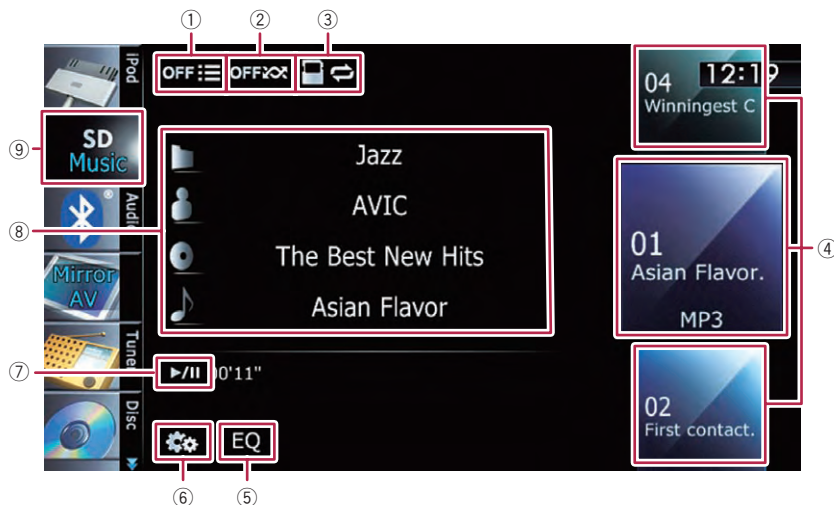 ① ② ③
iPod
OFF OFF
04 12:19
Winningest C
⑨
SD
Music
Jazz
⑧
Audio
AVIC
④
01
Asian Flavor.
MP3
The Best New Hits
Mirror
AV
Asian Flavor
Tuner
⑦
00'11"
Disc
02
First contact.
EQ
⑥ ⑤